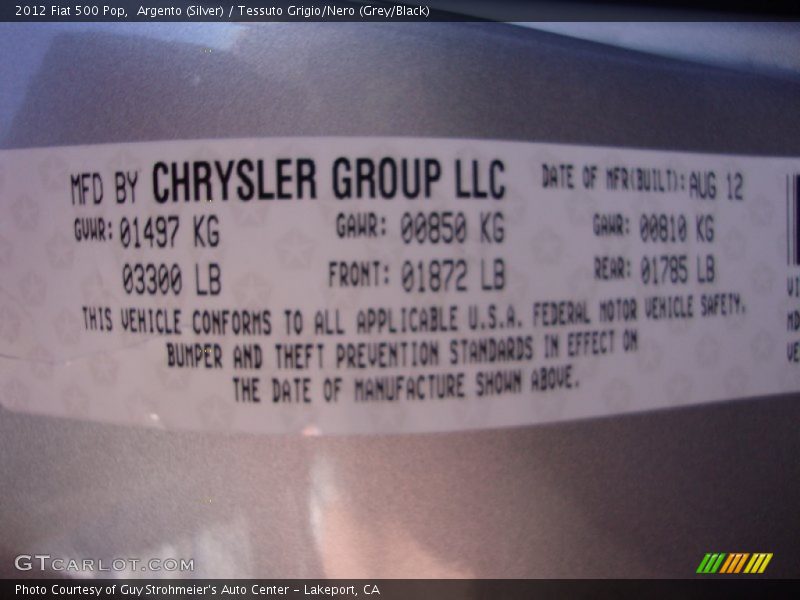 2012 Fiat 500 Pop,  Argento (Silver) / Tessuto Grigio/Nero (Grey/Black)
MFD BY CHRYSLER GROUP LLC DATE OF MFR(BUILT): AUG 12
GVWR: 01497 KG GAWR: 00850 KG GAWR: 00810 KG
03300 LB FRONT: 01872 LB REAR: 01785 LB
THIS VEHICLE CONFORMS TO ALL APPLICABLE U.S.A. FEDERAL MOTOR VEHICLE SAFETY,
BUMPER AND THEFT PREVENTION STANDARDS IN EFFECT ON
THE DATE OF MANUFACTURE SHOWN ABOVE.
GTCARLOT.COM
Photo Courtesy of Guy Strohmeier's Auto Center - Lakeport, CA